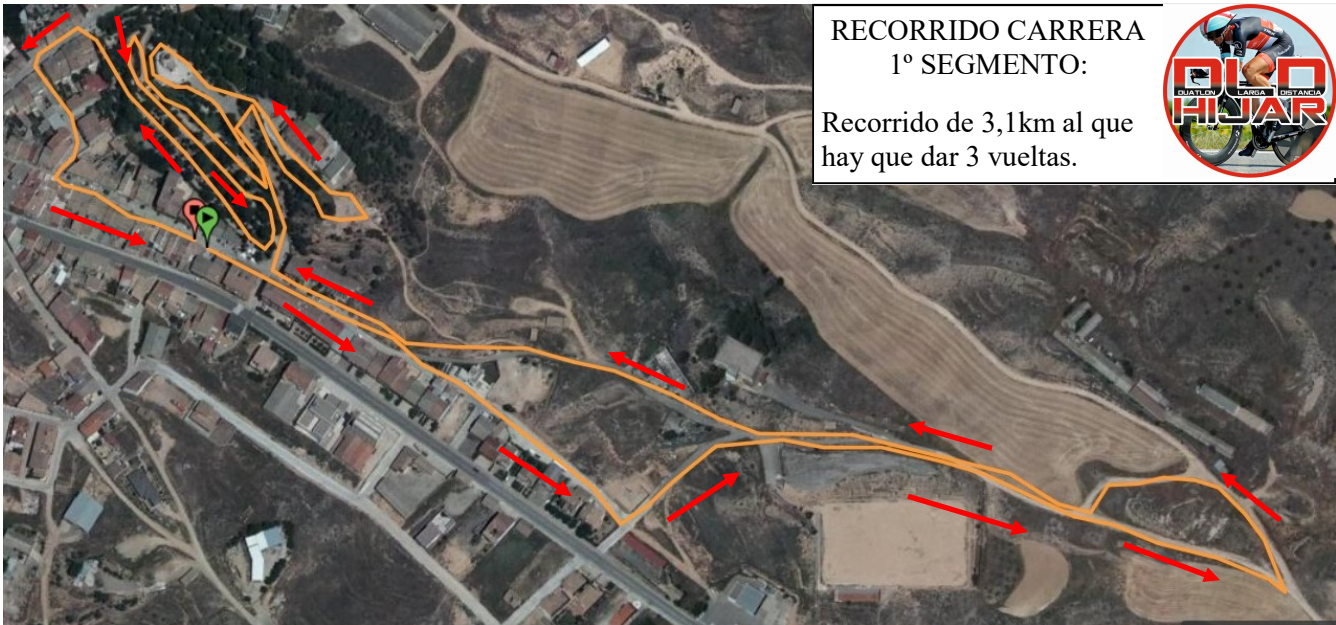 RECORRIDO CARRERA
1º SEGMENTO:
Recorrido de 3,1km al que
hay que dar 3 vueltas.
DLD
DUATLON LARGA DISTANCIA
HIJAR